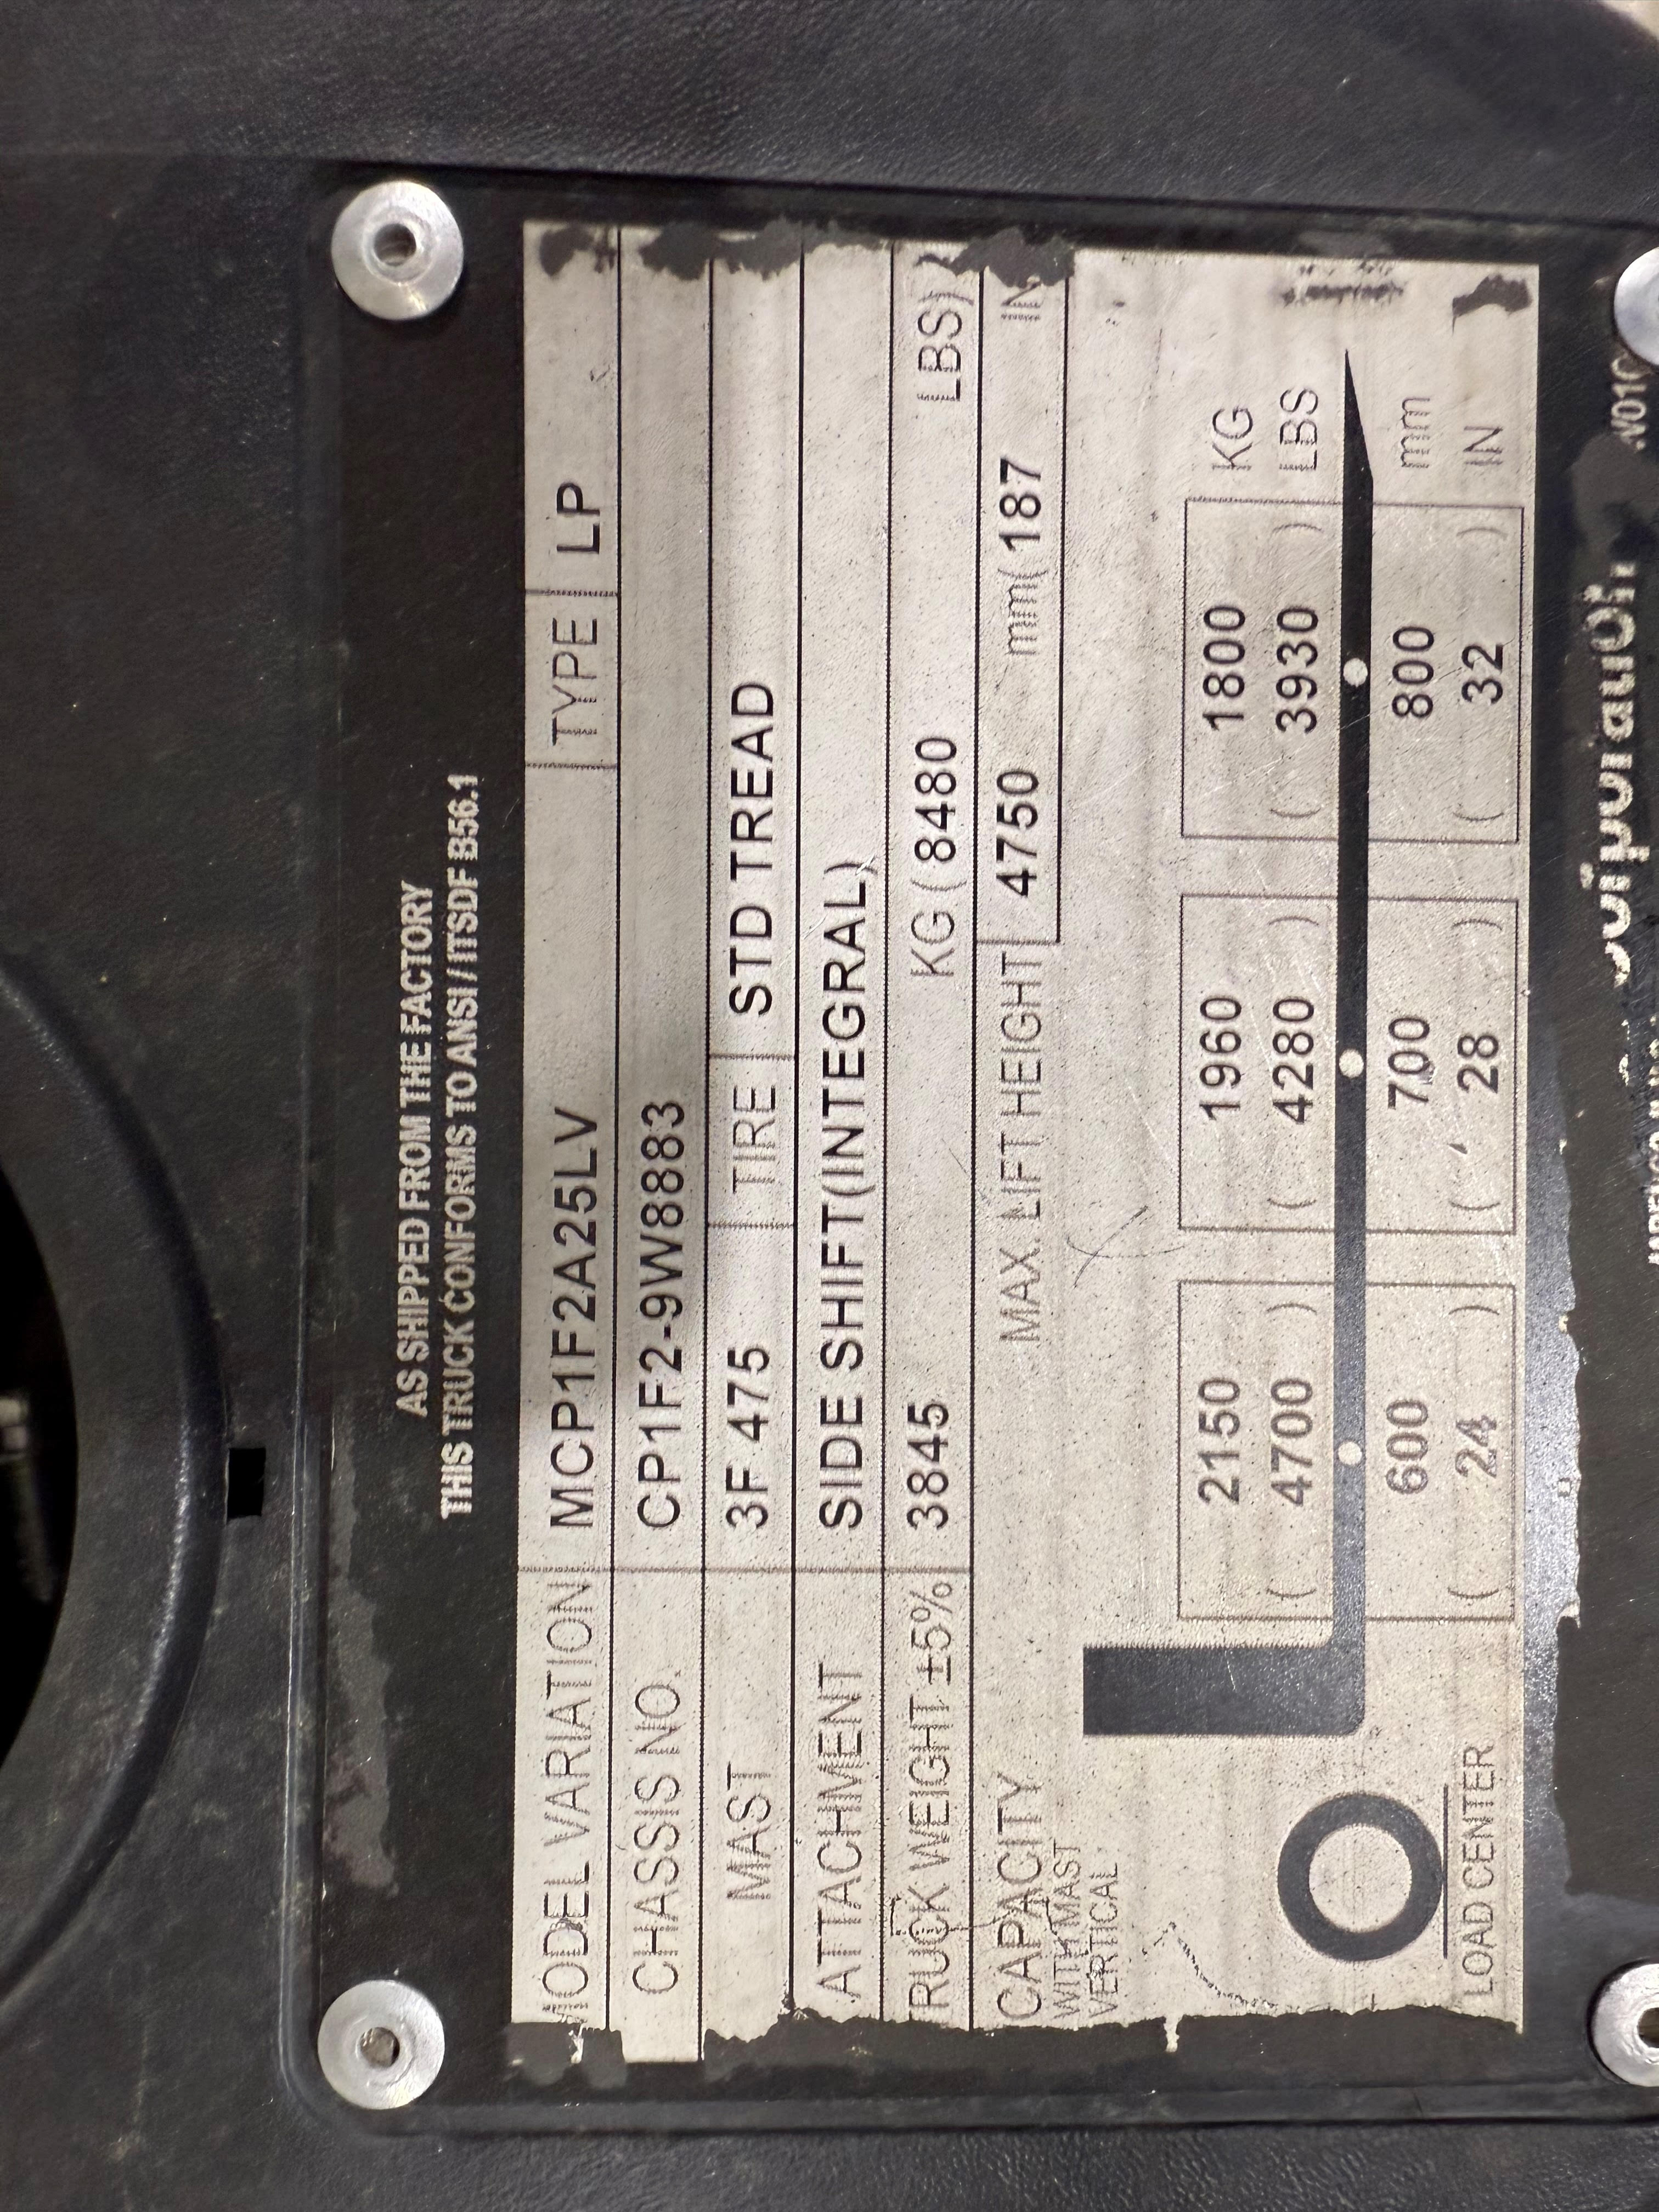 AS SHIPPED FROM THE FACTORY
THIS TRUCK CONFORMS TO ANSI / ITSDF B56.1
ODEL VARIATION MCP1F2A25LV TYPE LP
CHASSIS NO. CP1F2-9W8883
MAST 3F 475 TIRE STD TREAD
ATTACHMENT SIDE SHIFT(INTEGRAL)
TRUCK WEIGHT ±5% 3845 KG ( 8480 LBS)
CAPACITY MAX. LIFT HEIGHT 4750 mm( 187 IN
WITH MAST
VERTICAL
2150 1960 1800 KG
( 4700 ) ( 4280 ) ( 3930 ) LBS
600 700 800 mm
LOAD CENTER ( 24 ) ( 28 ) ( 32 ) IN